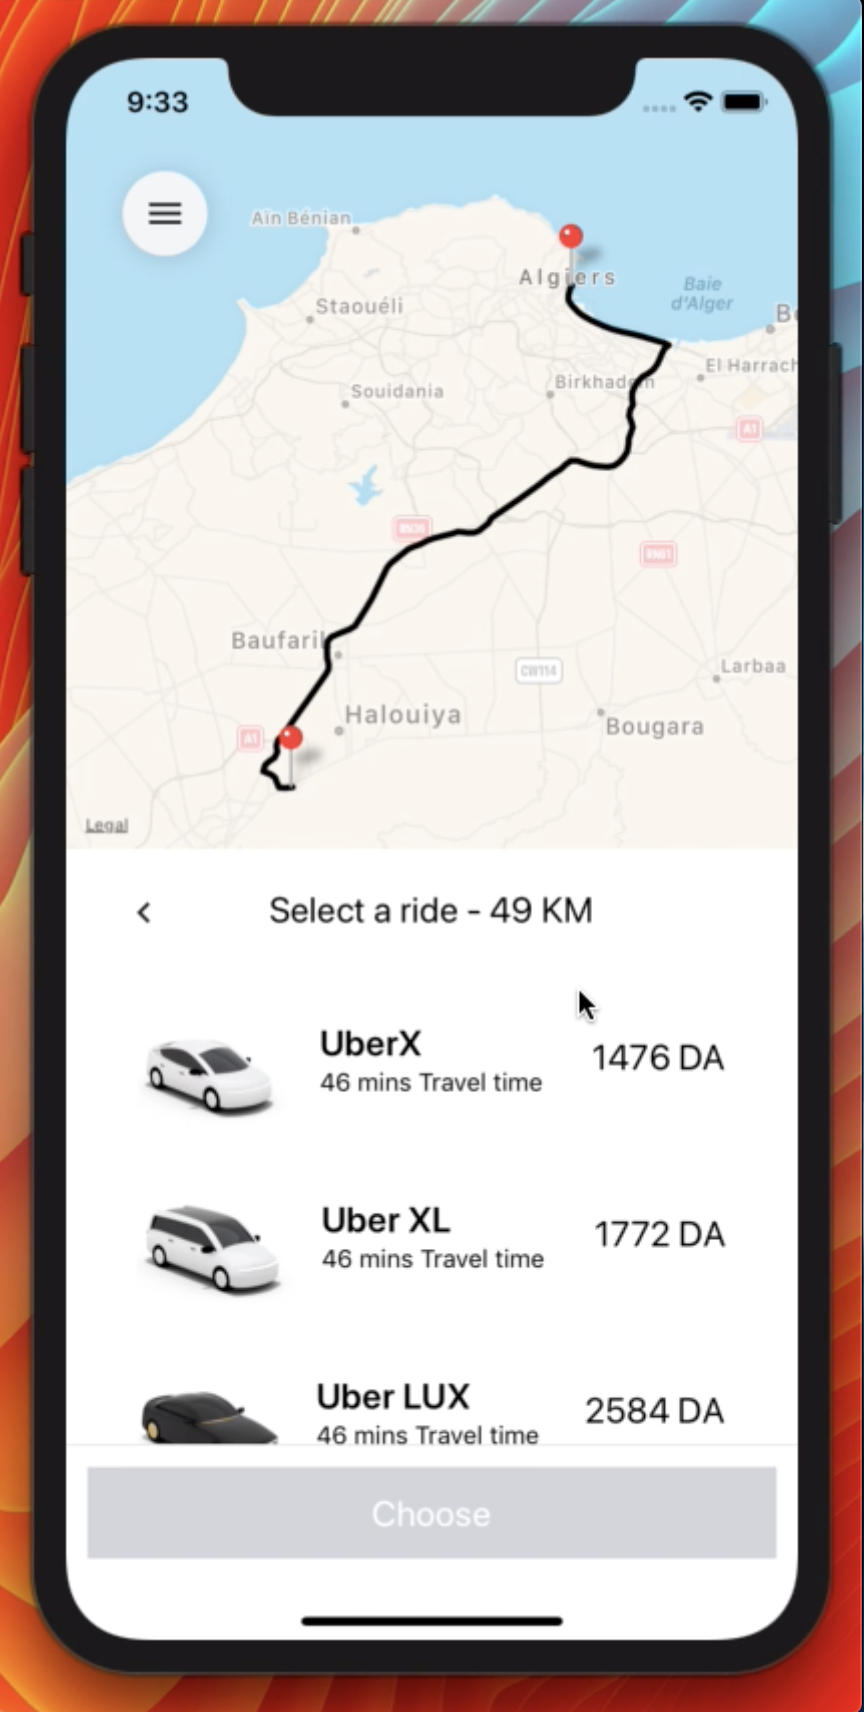 9:33
Aïn Bénian
Algiers
Baie
d'Alger
Staouéli
El Harrach
Souidania
A1
RN36
RN61
Baufarik
CW114
Larbaa
Halouiya
Bougara
A1
Legal
Select a ride - 49 KM
UberX
1476 DA
46 mins Travel time
Uber XL
1772 DA
46 mins Travel time
Uber LUX
2584 DA
46 mins Travel time
Choose